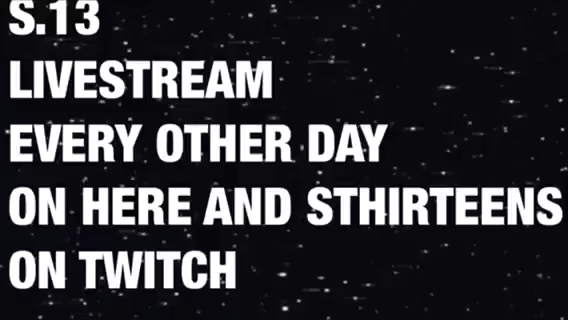 S.13
LIVESTREAM
EVERY OTHER DAY
ON HERE AND STHIRTEENS
ON TWITCH